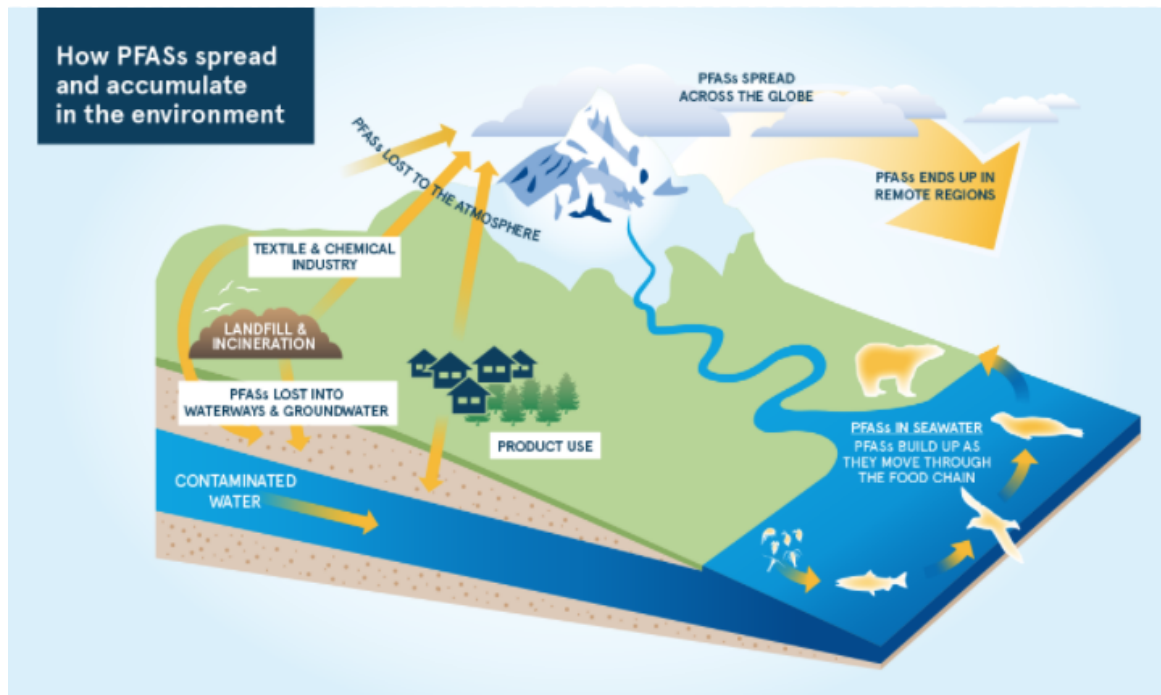 How PFASs spread
and accumulate
in the environment
PFASs SPREAD
ACROSS THE GLOBE
PFASs LOST TO THE ATMOSPHERE
PFASs ENDS UP IN
REMOTE REGIONS
TEXTILE & CHEMICAL
INDUSTRY
LANDFILL &
INCINERATION
PFASs LOST INTO
WATERWAYS & GROUNDWATER
PRODUCT USE
CONTAMINATED
WATER
PFASs IN SEAWATER
PFASs BUILD UP AS
THEY MOVE THROUGH
THE FOOD CHAIN